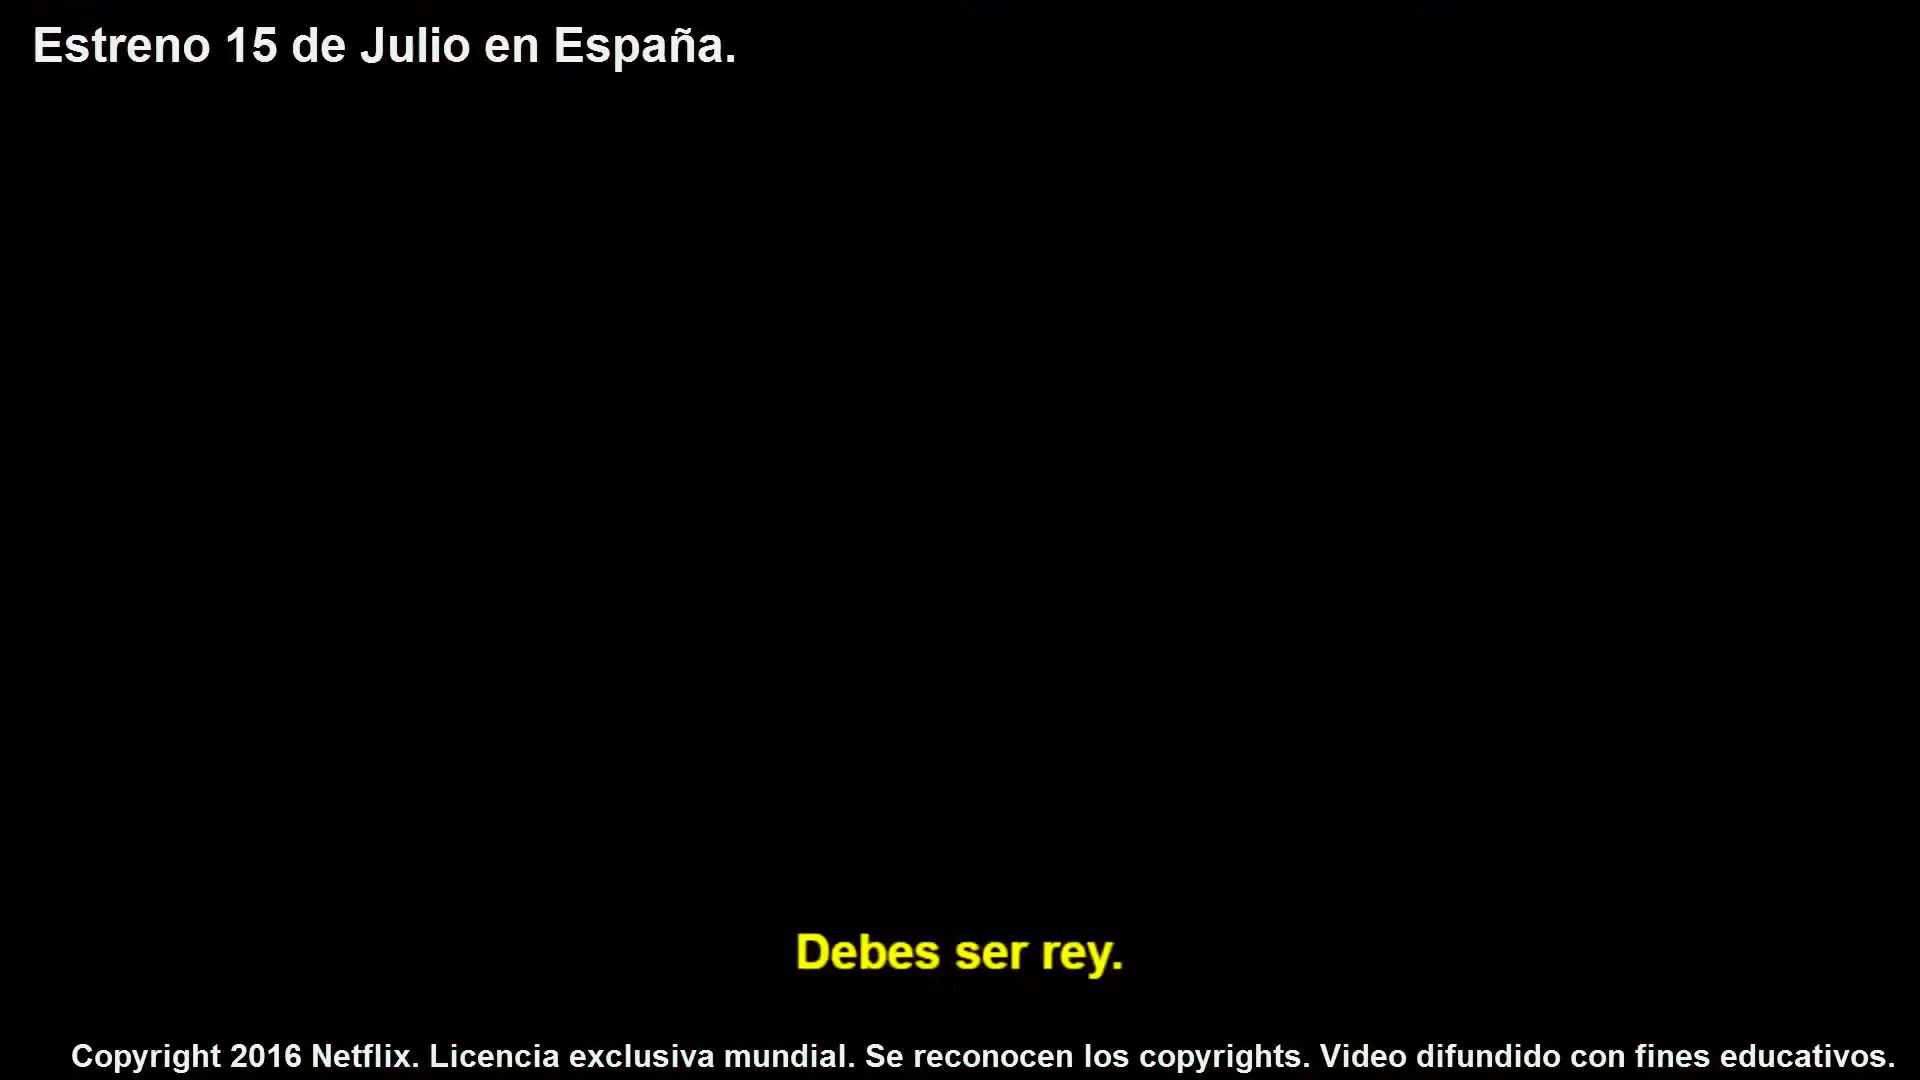 Estreno 15 de Julio en España.
Debes ser rey.
Copyright 2016 Netflix. Licencia exclusiva mundial. Se reconocen los copyrights. Video difundido con fines educativos.